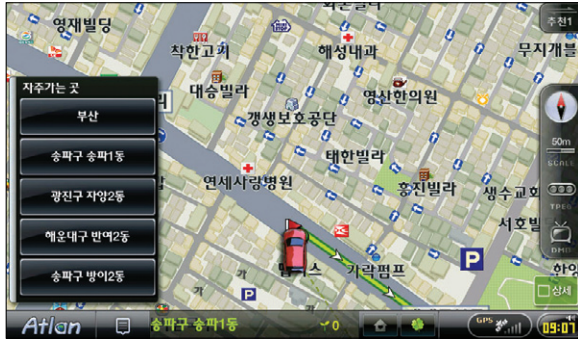 영재빌딩
추천1
착한고기
해성내과
무지개블
자주가는 곳
대승빌라
영산한의원
부산
갱생보호공단
50m
SCALE
송파구 송파1동
태한빌라
광진구 자양2동
연세사랑병원
흥진빌라
생수교회
TPEG
해운대구 반여2동
서호빌
DMB
가락펌프
P
송파구 방이2동
가
가
P
상세
Atlan
송파구 송파1동
0
GPS
09:07